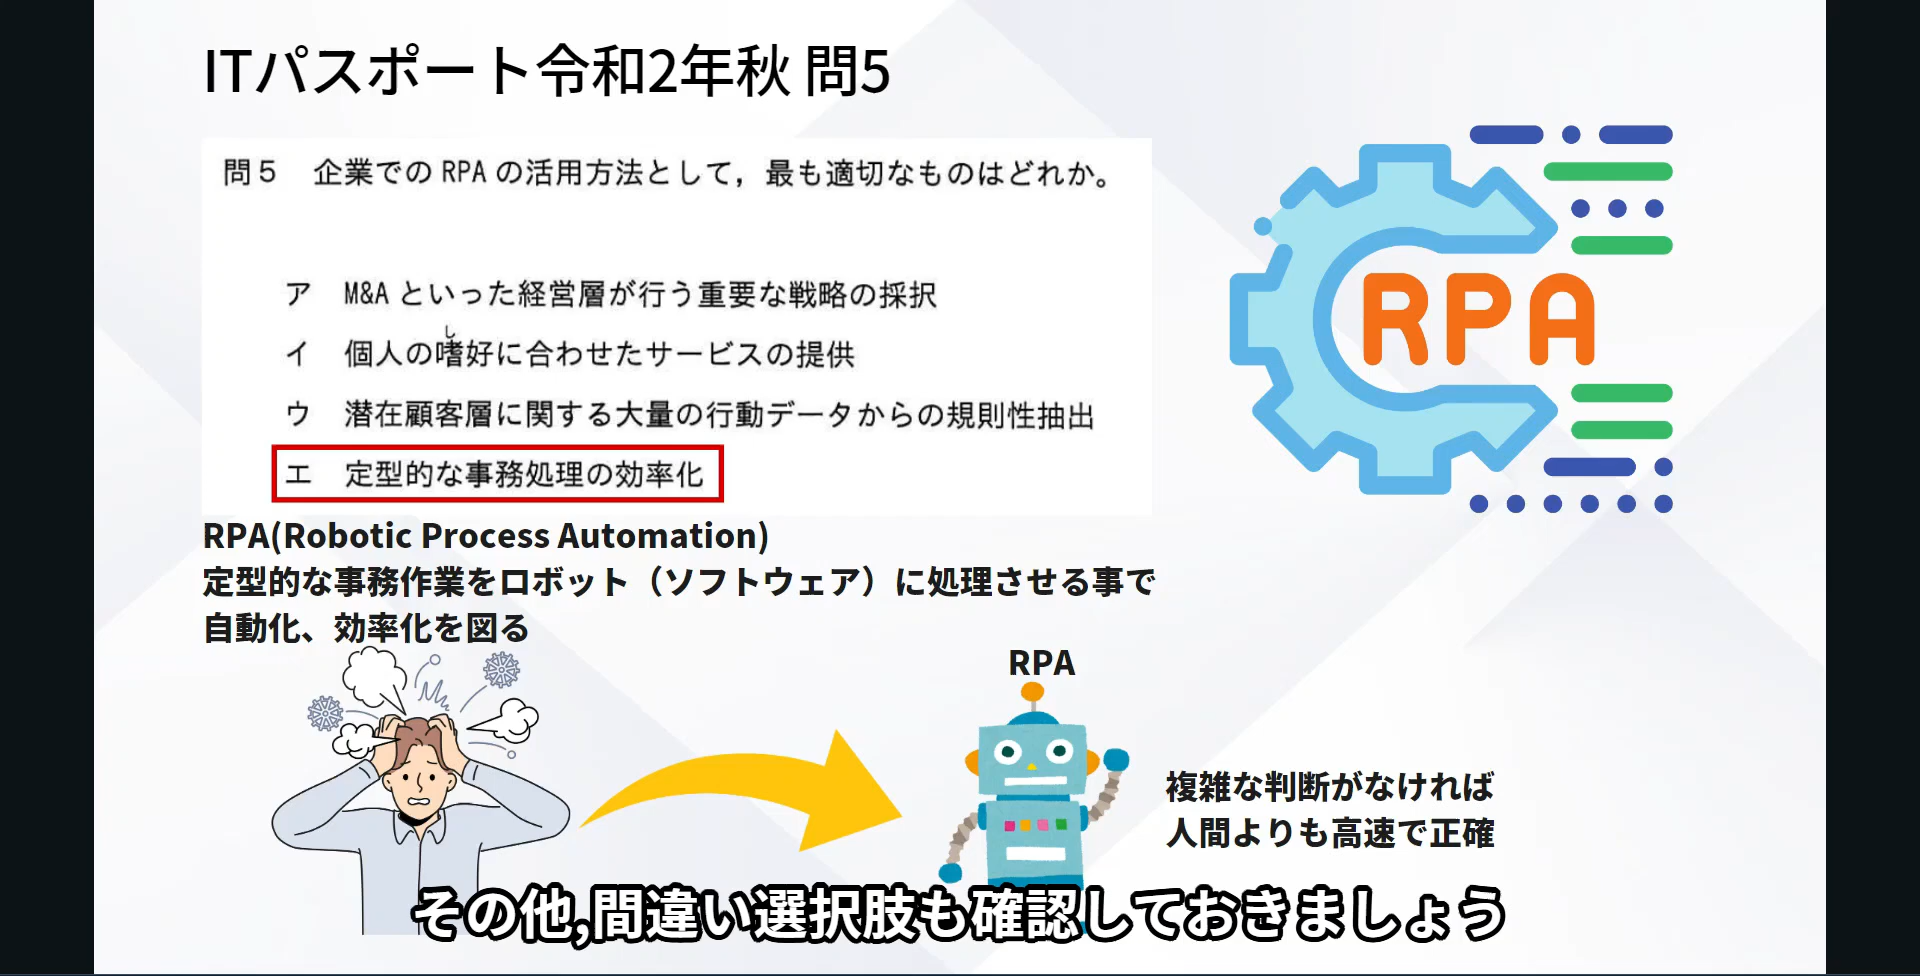 ITパスポート令和2年秋 問5
問5 企業での RPA の活用方法として，最も適切なものはどれか。
ア M&A といった経営層が行う重要な戦略の採択
し
イ 個人の嗜好に合わせたサービスの提供
ウ 潜在顧客層に関する大量の行動データからの規則性抽出
エ 定型的な事務処理の効率化
RPA
RPA(Robotic Process Automation)
定型的な事務作業をロボット（ソフトウェア）に処理させる事で
自動化、効率化を図る
RPA
複雑な判断がなければ
人間よりも高速で正確
その他,間違い選択肢も確認しておきましょう